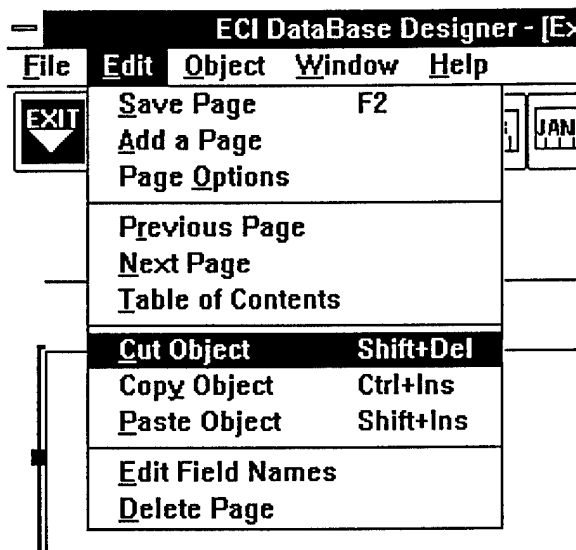 ECI DataBase Designer - [Ex
File Edit Object Window Help
EXIT
JAN
Save Page F2
Add a Page
Page Options
Previous Page
Next Page
Table of Contents
Cut Object Shift+Del
Copy Object Ctrl+Ins
Paste Object Shift+Ins
Edit Field Names
Delete Page